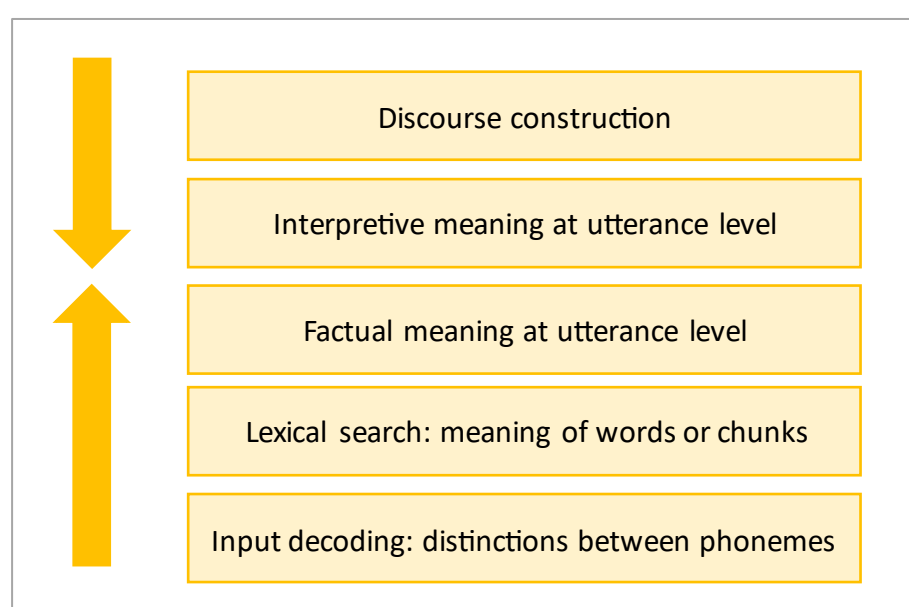 Discourse construction
Interpretive meaning at utterance level
Factual meaning at utterance level
Lexical search: meaning of words or chunks
Input decoding: distinctions between phonemes